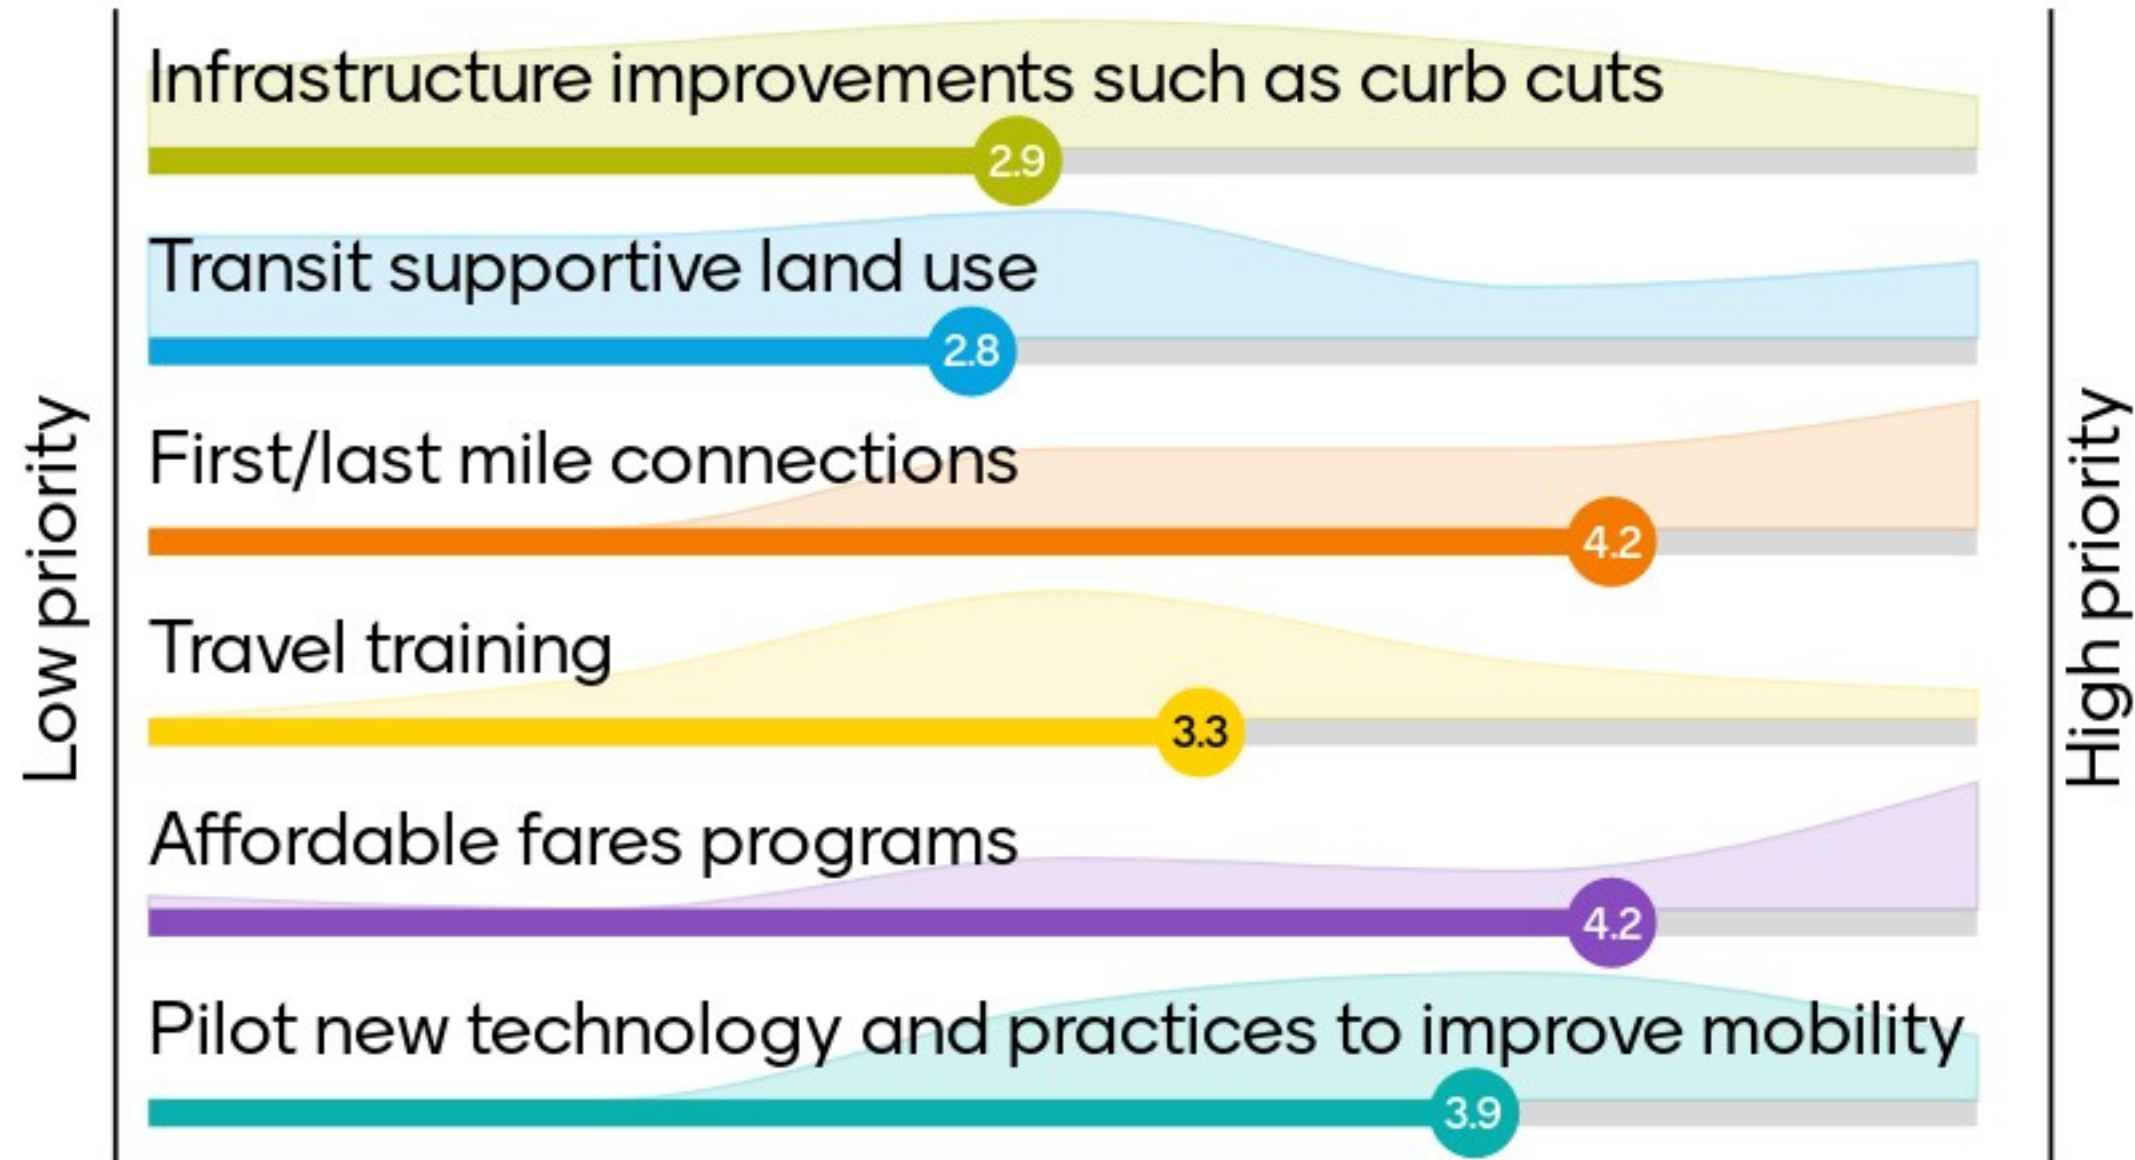 Infrastructure improvements such as curb cuts
2.9
Transit supportive land use
2.8
First/last mile connections
4.2
Travel training
3.3
Affordable fares programs
4.2
Pilot new technology and practices to improve mobility
3.9
Low priority
High priority